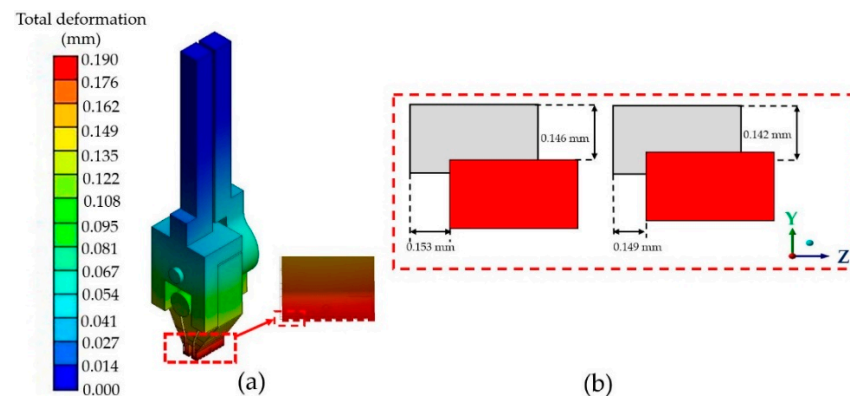 Total deformation
(mm)
0.190
0.176
0.162
0.149
0.135
0.122
0.108
0.095
0.081
0.067
0.054
0.041
0.027
0.014
0.000
(a)
0.146 mm
0.153 mm
0.142 mm
0.149 mm
Y
Z
(b)